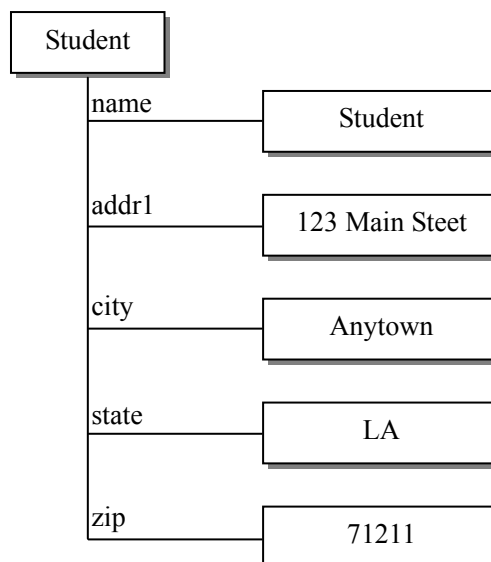 Student
name
Student
addr1
123 Main Steet
city
Anytown
state
LA
zip
71211